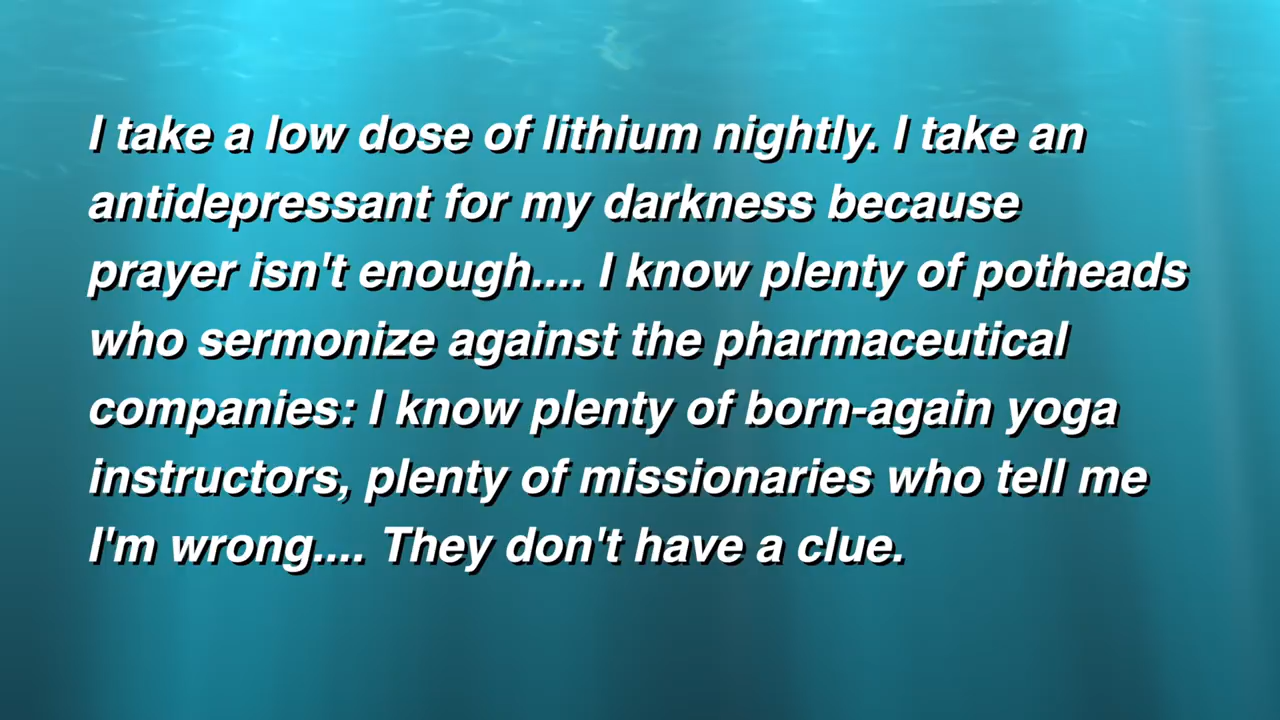 I take a low dose of lithium nightly. I take an
antidepressant for my darkness because
prayer isn't enough.... I know plenty of potheads
who sermonize against the pharmaceutical
companies: I know plenty of born-again yoga
instructors, plenty of missionaries who tell me
I'm wrong.... They don't have a clue.